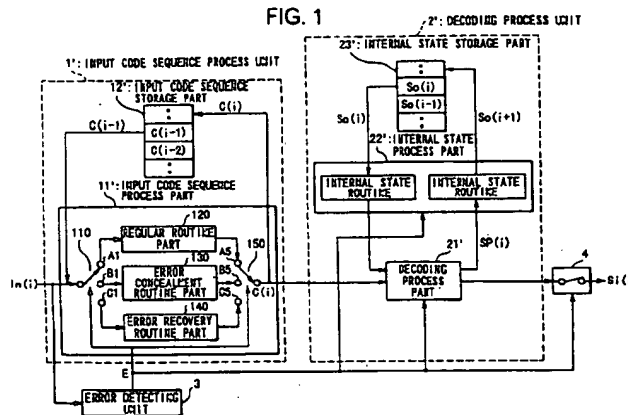 FIG. 1
2': DECODING PROCESS UNIT
1': INPUT CODE SEQUENCE PROCESS UNIT
23': INTERNAL STATE STORAGE PART
12': INPUT CODE SEQUENCE
STORAGE PART
C(i)
C(i-1)
C(i-1)
C(i-2)
So(i)
So(i)
So(i-1)
So(i+1)
22': INTERNAL STATE
PROCESS PART
11': INPUT CODE SEQUENCE
PROCESS PART
INTERNAL STATE
ROUTINE
INTERNAL STATE
ROUTINE
120
REGULAR ROUTINE
PART
110
A1
A5
150
130
ERROR
CONCEALMENT
ROUTINE PART
B1
B5
In(i)
C(i)
21'
DECODING
PROCESS
PART
SP(i)
4
Si(
C1
C5
140
ERROR RECOVERY
ROUTINE PART
E
3
ERROR DETECTING
UNIT